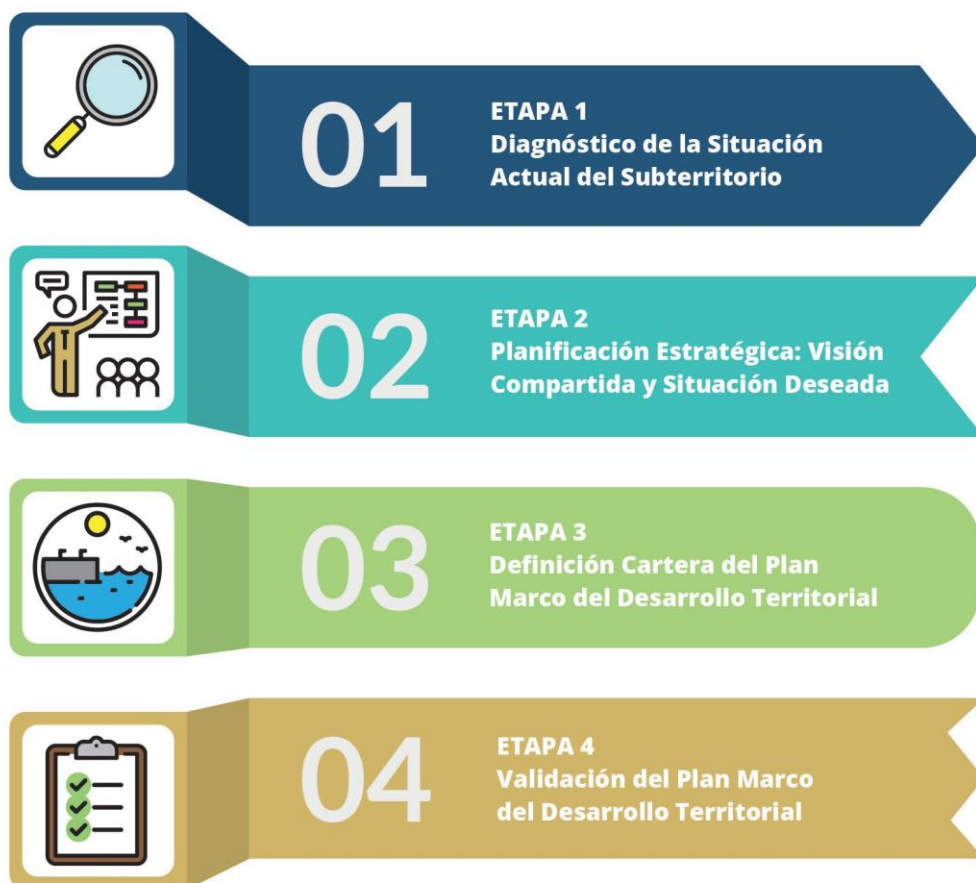 01
ETAPA 1
Diagnóstico de la Situación
Actual del Subterritorio
02
ETAPA 2
Planificación Estratégica: Visión
Compartida y Situación Deseada
03
ETAPA 3
Definición Cartera del Plan
Marco del Desarrollo Territorial
04
ETAPA 4
Validación del Plan Marco
del Desarrollo Territorial